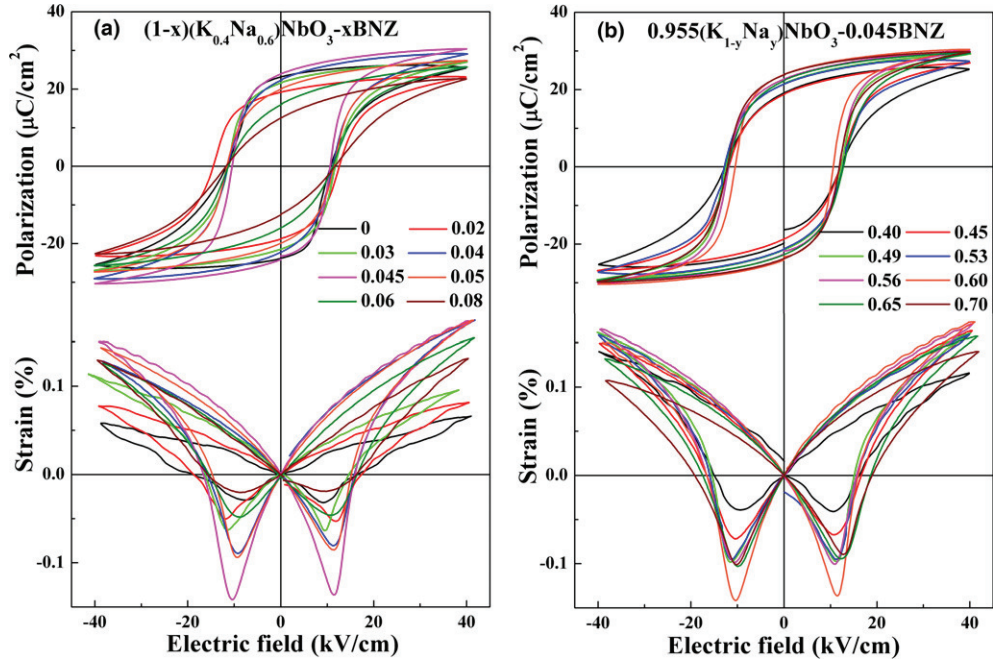 (a) (1-x)(K0.4Na0.6)NbO3-xBNZ
40
20
0
-20
Polarization (μC/cm2)
0 0.02
0.03 0.04
0.045 0.05
0.06 0.08
0.1
0.0
-0.1
Strain (%)
-40 -20 0 20 40
Electric field (kV/cm)
(b) 0.955(K1-yNay)NbO3-0.045BNZ
40
20
0
-20
Polarization (μC/cm2)
0.40 0.45
0.49 0.53
0.56 0.60
0.65 0.70
0.1
0.0
-0.1
Strain (%)
-40 -20 0 20 40
Electric field (kV/cm)